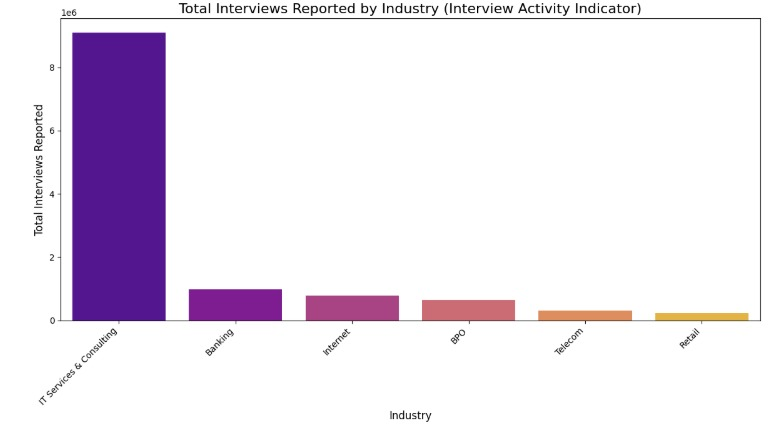 Total Interviews Reported by Industry (Interview Activity Indicator)
1e6
8
6
4
2
0
Total Interviews Reported
IT Services & Consulting
Banking
Internet
BPO
Telecom
Retail
Industry